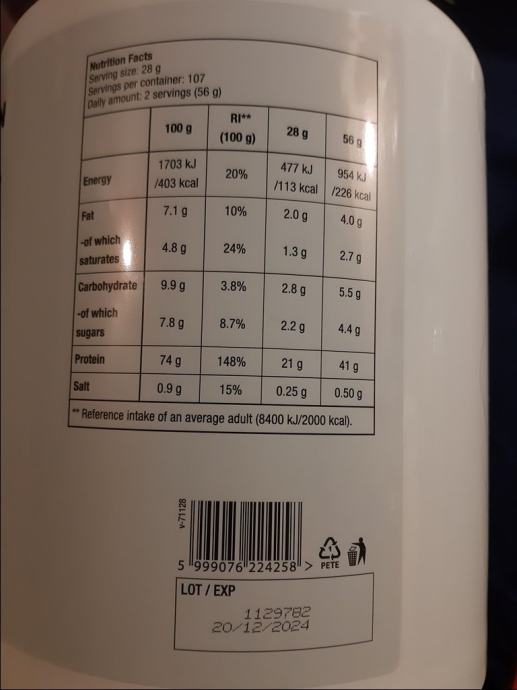 Nutrition Facts
Serving size: 28 g
Servings per container: 107
Daily amount: 2 servings (56 g)
100 g RI** (100 g) 28 g 56 g
Energy 1703 kJ /403 kcal 20% 477 kJ /113 kcal 954 kJ /226 kcal
Fat 7.1 g 10% 2.0 g 4.0 g
-of which saturates 4.8 g 24% 1.3 g 2.7 g
Carbohydrate 9.9 g 3.8% 2.8 g 5.5 g
-of which sugars 7.8 g 8.7% 2.2 g 4.4 g
Protein 74 g 148% 21 g 41 g
Salt 0.9 g 15% 0.25 g 0.50 g
** Reference intake of an average adult (8400 kJ/2000 kcal).
v-71128
5 999076 224258 >
PETE
LOT / EXP
1129782
20/12/2024